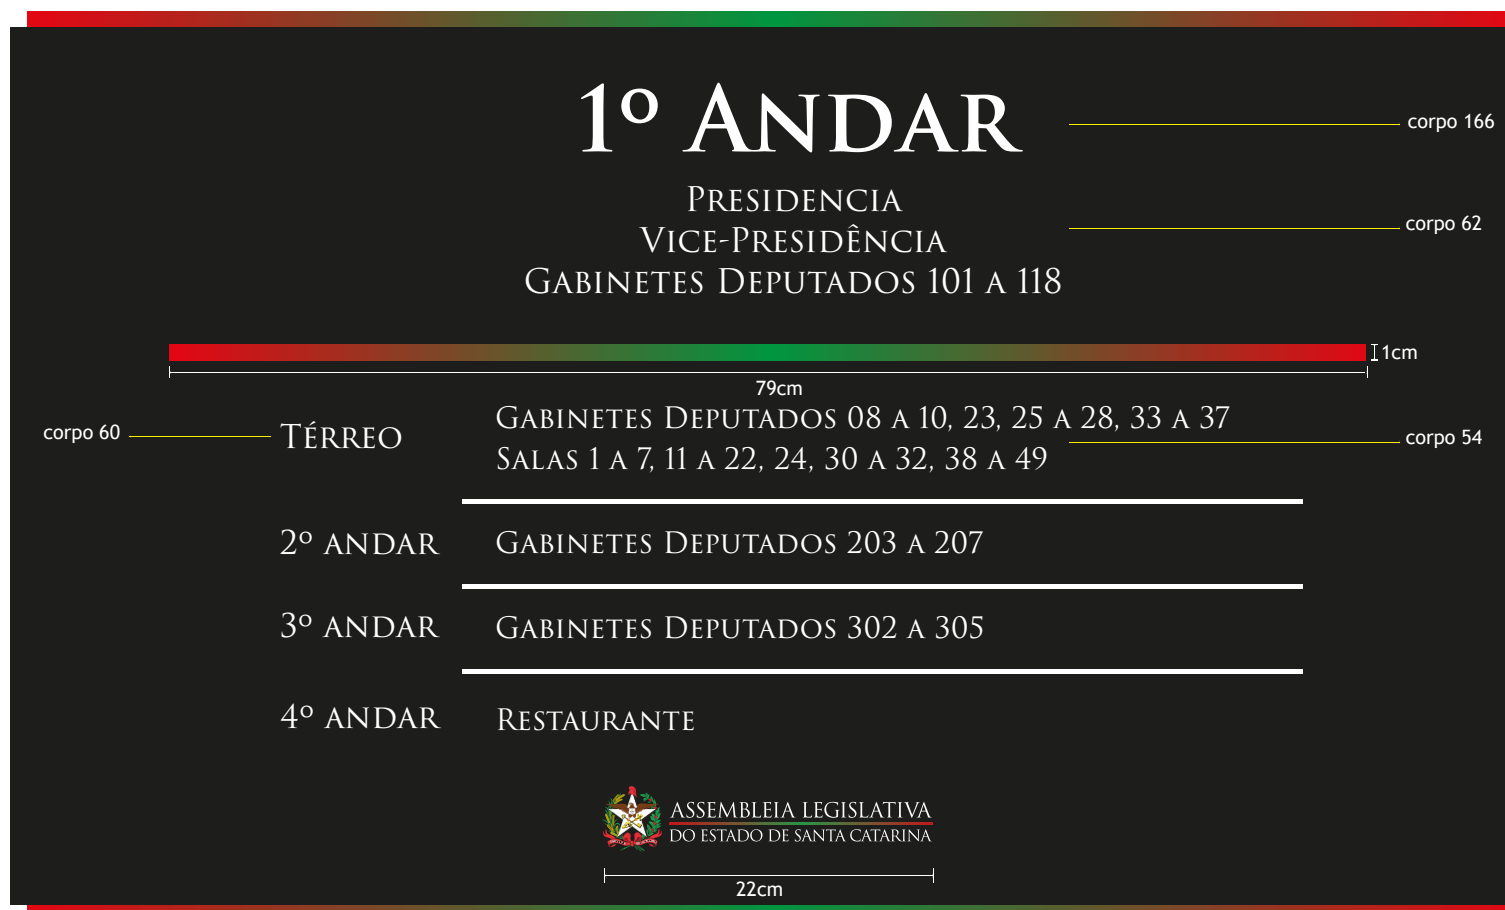 1º Andar
corpo 166
Presidencia
Vice-Presidência
corpo 62
Gabinetes Deputados 101 a 118
1cm
79cm
corpo 60
Térreo
Gabinetes Deputados 08 a 10, 23, 25 a 28, 33 a 37
Salas 1 a 7, 11 a 22, 24, 30 a 32, 38 a 49
corpo 54
2º andar
Gabinetes Deputados 203 a 207
3º andar
Gabinetes Deputados 302 a 305
4º andar
Restaurante
ASSEMBLEIA LEGISLATIVA
DO ESTADO DE SANTA CATARINA
22cm